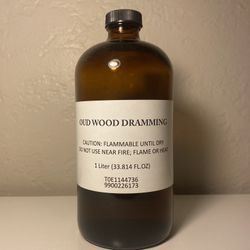 OUD WOOD DRAMMING
CAUTION: FLAMMABLE UNTIL DRY
DO NOT USE NEAR FIRE, FLAME OR HEAT
1 Liter (33.814 FL.OZ)
T0E1144736
9900226173